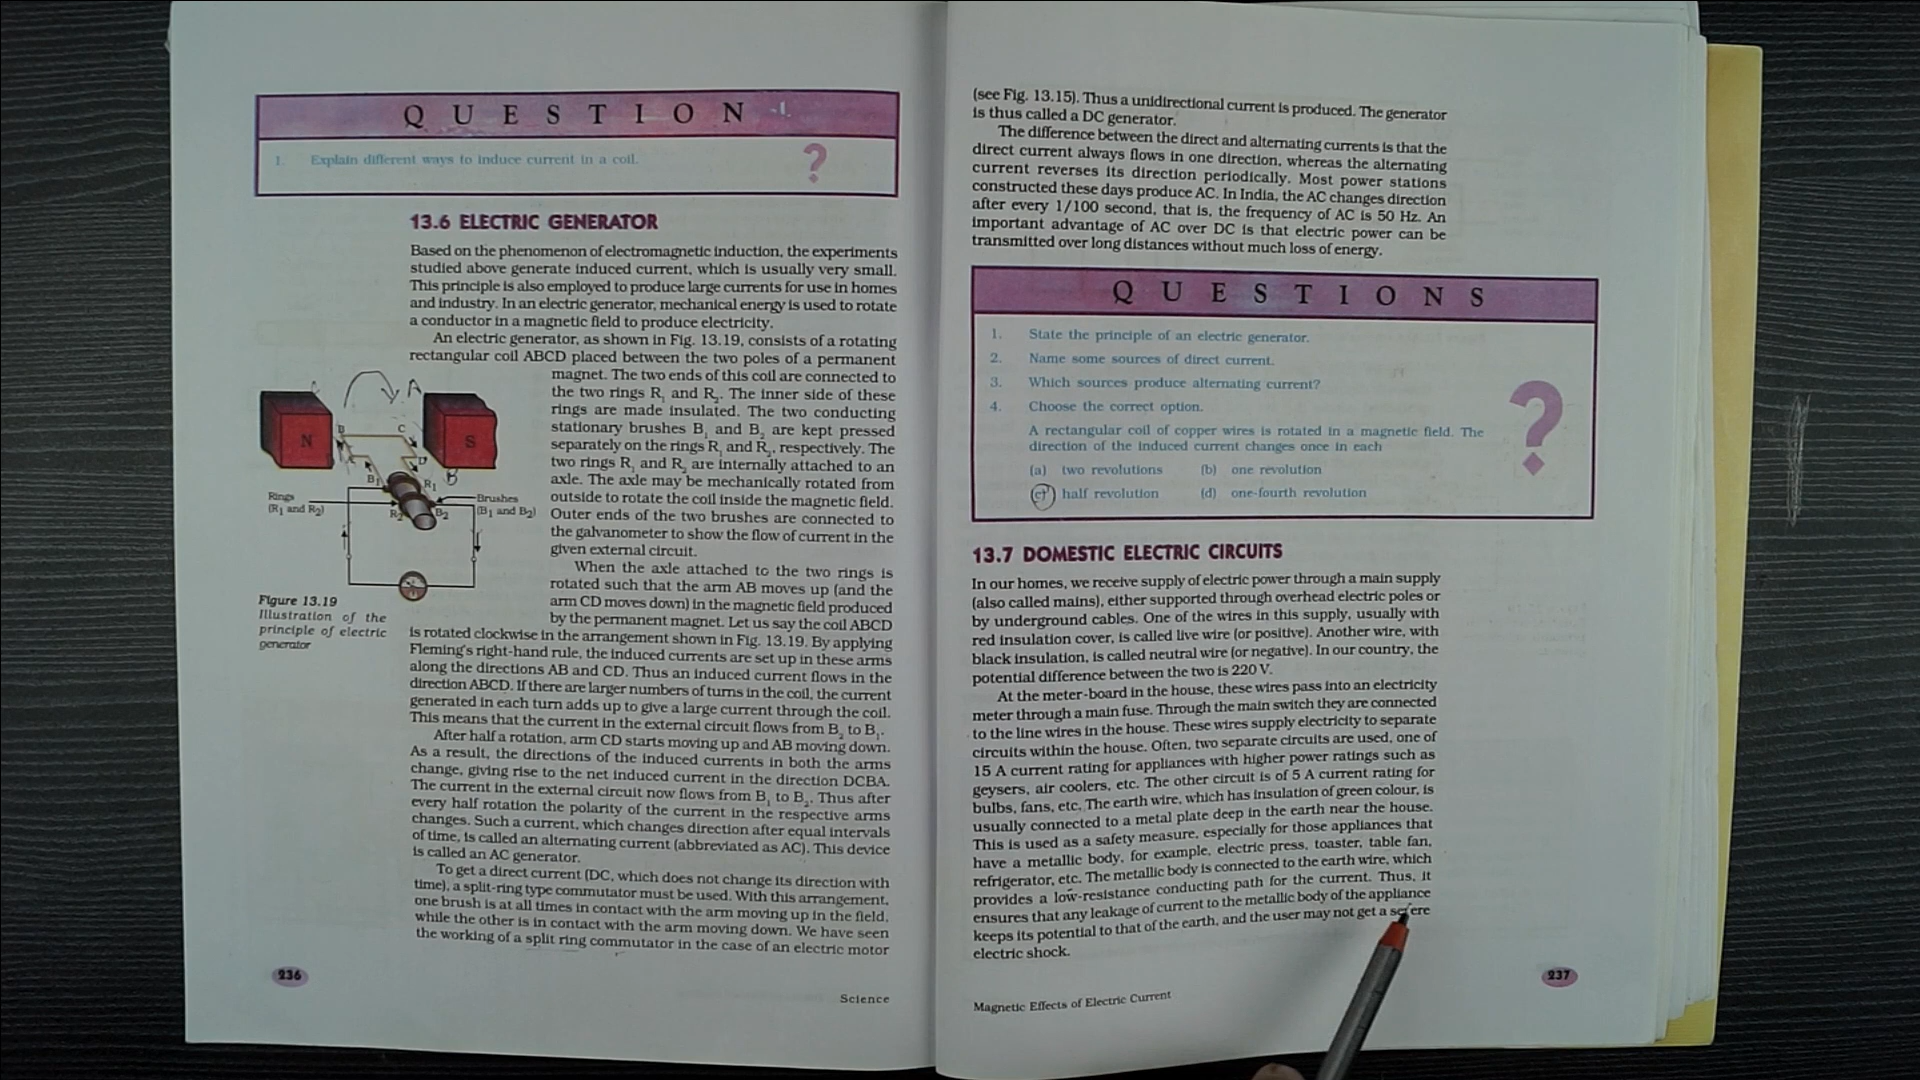 Q U E S T I O N
1. Explain different ways to induce current in a coil.
?
13.6 ELECTRIC GENERATOR
Based on the phenomenon of electromagnetic induction, the experiments
studied above generate induced current, which is usually very small.
This principle is also employed to produce large currents for use in homes
and industry. In an electric generator, mechanical energy is used to rotate
a conductor in a magnetic field to produce electricity.
An electric generator, as shown in Fig. 13.19, consists of a rotating
rectangular coil ABCD placed between the two poles of a permanent
magnet. The two ends of this coil are connected to
the two rings R₁ and R₂. The inner side of these
rings are made insulated. The two conducting
stationary brushes B₁ and B₂ are kept pressed
separately on the rings R₁ and R₂, respectively. The
two rings R₁ and R₂ are internally attached to an
axle. The axle may be mechanically rotated from
outside to rotate the coil inside the magnetic field.
Outer ends of the two brushes are connected to
the galvanometer to show the flow of current in the
given external circuit.
When the axle attached to the two rings is
rotated such that the arm AB moves up (and the
arm CD moves down) in the magnetic field produced
by the permanent magnet. Let us say the coil ABCD
is rotated clockwise in the arrangement shown in Fig. 13.19. By applying
Fleming's right-hand rule, the induced currents are set up in these arms
along the directions AB and CD. Thus an induced current flows in the
direction ABCD. If there are larger numbers of turns in the coil, the current
generated in each turn adds up to give a large current through the coil.
This means that the current in the external circuit flows from B₂ to B₁.
After half a rotation, arm CD starts moving up and AB moving down.
As a result, the directions of the induced currents in both the arms
change, giving rise to the net induced current in the direction DCBA.
The current in the external circuit now flows from B₁ to B₂. Thus after
every half rotation the polarity of the current in the respective arms
changes. Such a current, which changes direction after equal intervals
of time, is called an alternating current (abbreviated as AC). This device
is called an AC generator.
To get a direct current (DC, which does not change its direction with
time), a split-ring type commutator must be used. With this arrangement,
one brush is at all times in contact with the arm moving up in the field,
while the other is in contact with the arm moving down. We have seen
the working of a split ring commutator in the case of an electric motor
A
N
S
B
C
D
B
B₁
R₁
Rings
(R₁ and R₂)
R₂
B₂
Brushes
(B₁ and B₂)
Figure 13.19
Illustration of the
principle of electric
generator
236
Science
(see Fig. 13.15). Thus a unidirectional current is produced. The generator
is thus called a DC generator.
The difference between the direct and alternating currents is that the
direct current always flows in one direction, whereas the alternating
current reverses its direction periodically. Most power stations
constructed these days produce AC. In India, the AC changes direction
after every 1/100 second, that is, the frequency of AC is 50 Hz. An
important advantage of AC over DC is that electric power can be
transmitted over long distances without much loss of energy.
Q U E S T I O N S
1. State the principle of an electric generator.
2. Name some sources of direct current.
3. Which sources produce alternating current?
4. Choose the correct option.
A rectangular coil of copper wires is rotated in a magnetic field. The
direction of the induced current changes once in each
(a) two revolutions (b) one revolution
(c) half revolution (d) one-fourth revolution
?
13.7 DOMESTIC ELECTRIC CIRCUITS
In our homes, we receive supply of electric power through a main supply
(also called mains), either supported through overhead electric poles or
by underground cables. One of the wires in this supply, usually with
red insulation cover, is called live wire (or positive). Another wire, with
black insulation, is called neutral wire (or negative). In our country, the
potential difference between the two is 220 V.
At the meter-board in the house, these wires pass into an electricity
meter through a main fuse. Through the main switch they are connected
to the line wires in the house. These wires supply electricity to separate
circuits within the house. Often, two separate circuits are used, one of
15 A current rating for appliances with higher power ratings such as
geysers, air coolers, etc. The other circuit is of 5 A current rating for
bulbs, fans, etc. The earth wire, which has insulation of green colour, is
usually connected to a metal plate deep in the earth near the house.
This is used as a safety measure, especially for those appliances that
have a metallic body, for example, electric press, toaster, table fan,
refrigerator, etc. The metallic body is connected to the earth wire, which
provides a low-resistance conducting path for the current. Thus, it
ensures that any leakage of current to the metallic body of the appliance
keeps its potential to that of the earth, and the user may not get a severe
electric shock.
Magnetic Effects of Electric Current
237